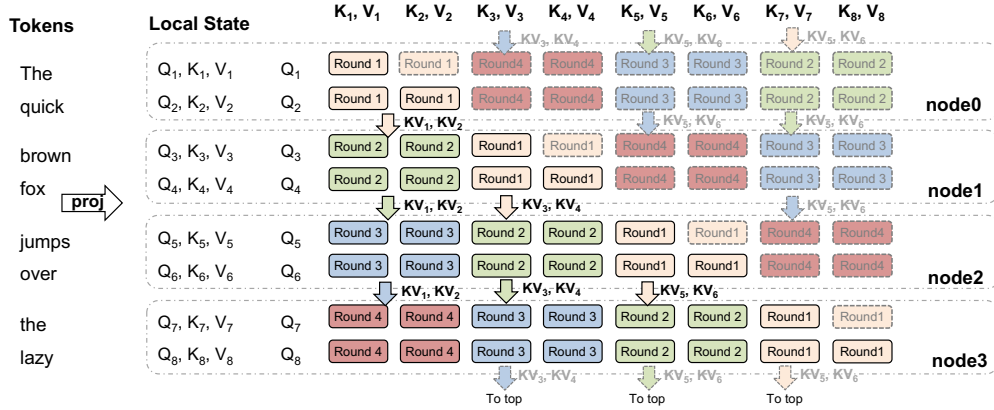 Tokens Local State K1, V1 K2, V2 K3, V3 K4, V4 K5, V5 K6, V6 K7, V7 K8, V8
KV3, KV4 KV5, KV6 KV5, KV6
The Q1, K1, V1 Q1 Round 1 Round 1 Round4 Round4 Round 3 Round 3 Round 2 Round 2
quick Q2, K2, V2 Q2 Round 1 Round 1 Round4 Round4 Round 3 Round 3 Round 2 Round 2 node0
KV1, KV2 KV5, KV6 KV5, KV6
brown Q3, K3, V3 Q3 Round 2 Round 2 Round1 Round1 Round4 Round4 Round 3 Round 3
fox Q4, K4, V4 Q4 Round 2 Round 2 Round1 Round1 Round4 Round4 Round 3 Round 3 node1
proj
KV1, KV2 KV3, KV4 KV5, KV6
jumps Q5, K5, V5 Q5 Round 3 Round 3 Round 2 Round 2 Round1 Round1 Round4 Round4
over Q6, K6, V6 Q6 Round 3 Round 3 Round 2 Round 2 Round1 Round1 Round4 Round4 node2
KV1, KV2 KV3, KV4 KV5, KV6
the Q7, K7, V7 Q7 Round 4 Round 4 Round 3 Round 3 Round 2 Round 2 Round1 Round1
lazy Q8, K8, V8 Q8 Round 4 Round 4 Round 3 Round 3 Round 2 Round 2 Round1 Round1 node3
KV3, KV4 KV5, KV6 KV5, KV6
To top To top To top